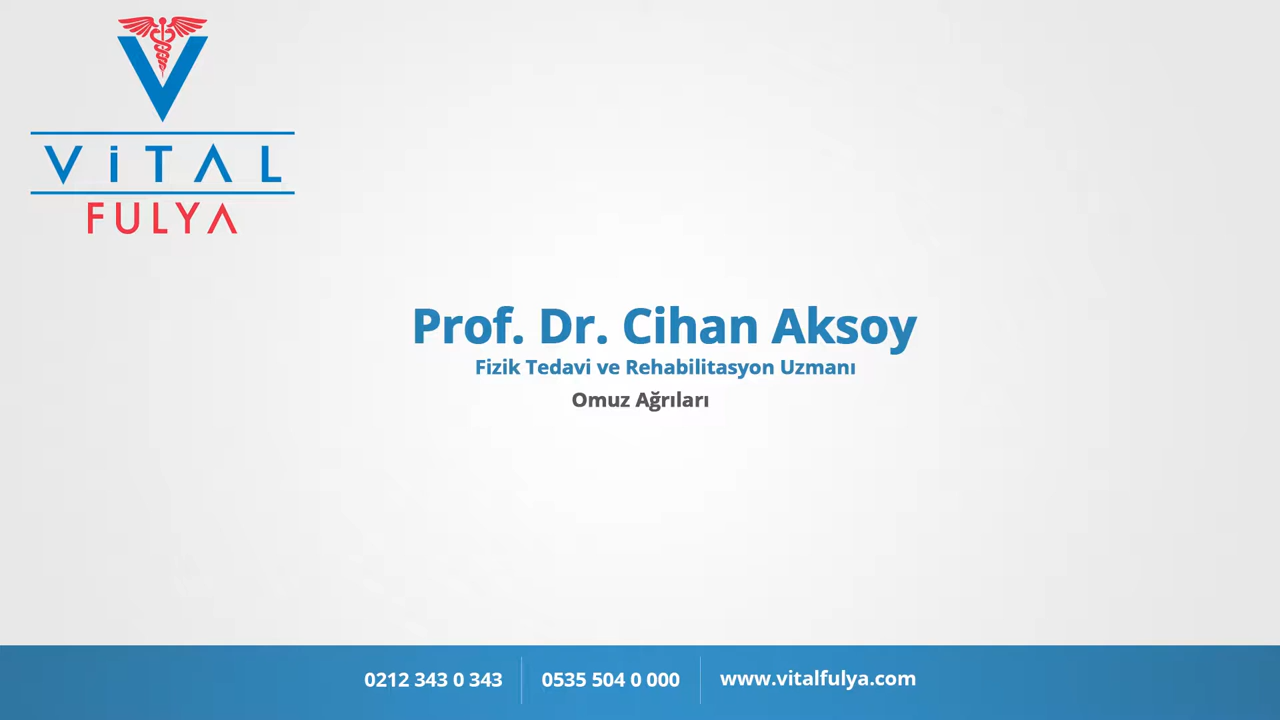 VİTAL
FULYA
Prof. Dr. Cihan Aksoy
Fizik Tedavi ve Rehabilitasyon Uzmanı
Omuz Ağrıları
0212 343 0 343
0535 504 0 000
www.vitalfulya.com